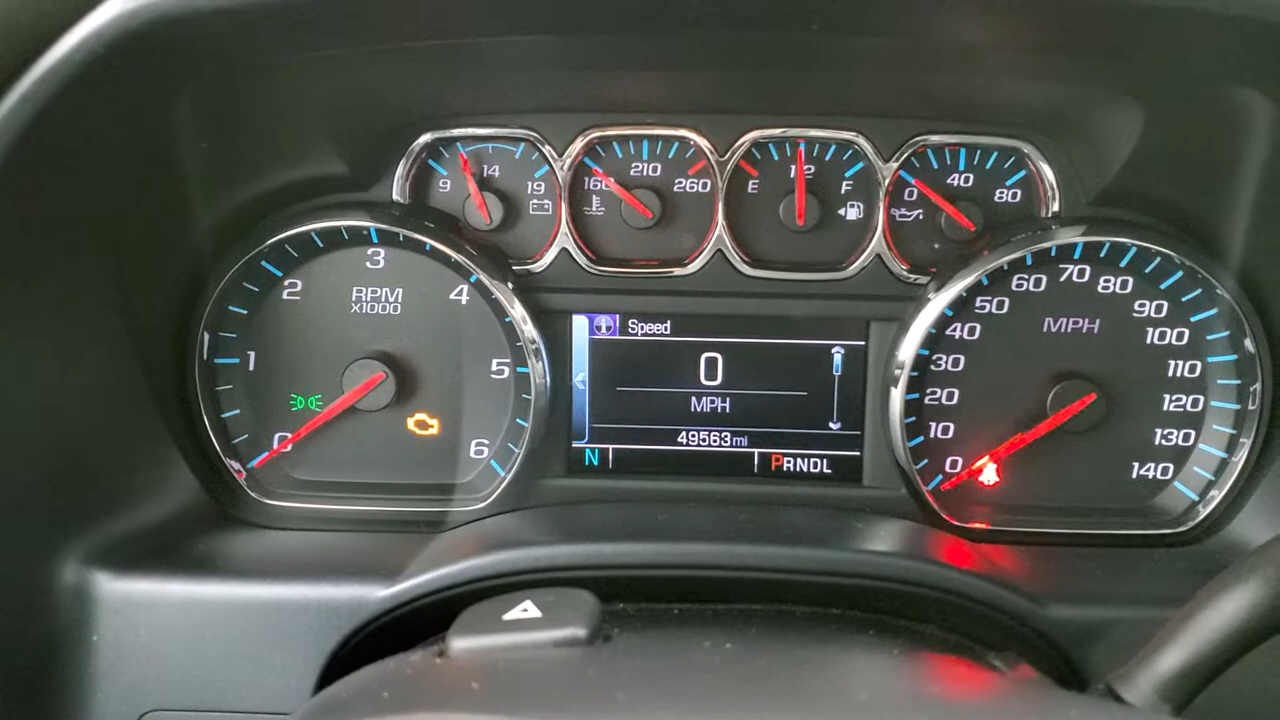 9 14 19
160 210 260
E 1/2 F
0 40 80
0 1 2 3 4 5 6
RPM
x1000
Speed
0
MPH
49563 mi
N
PRNDL
0 10 20 30 40 50 60 70 80 90 100 110 120 130 140
MPH